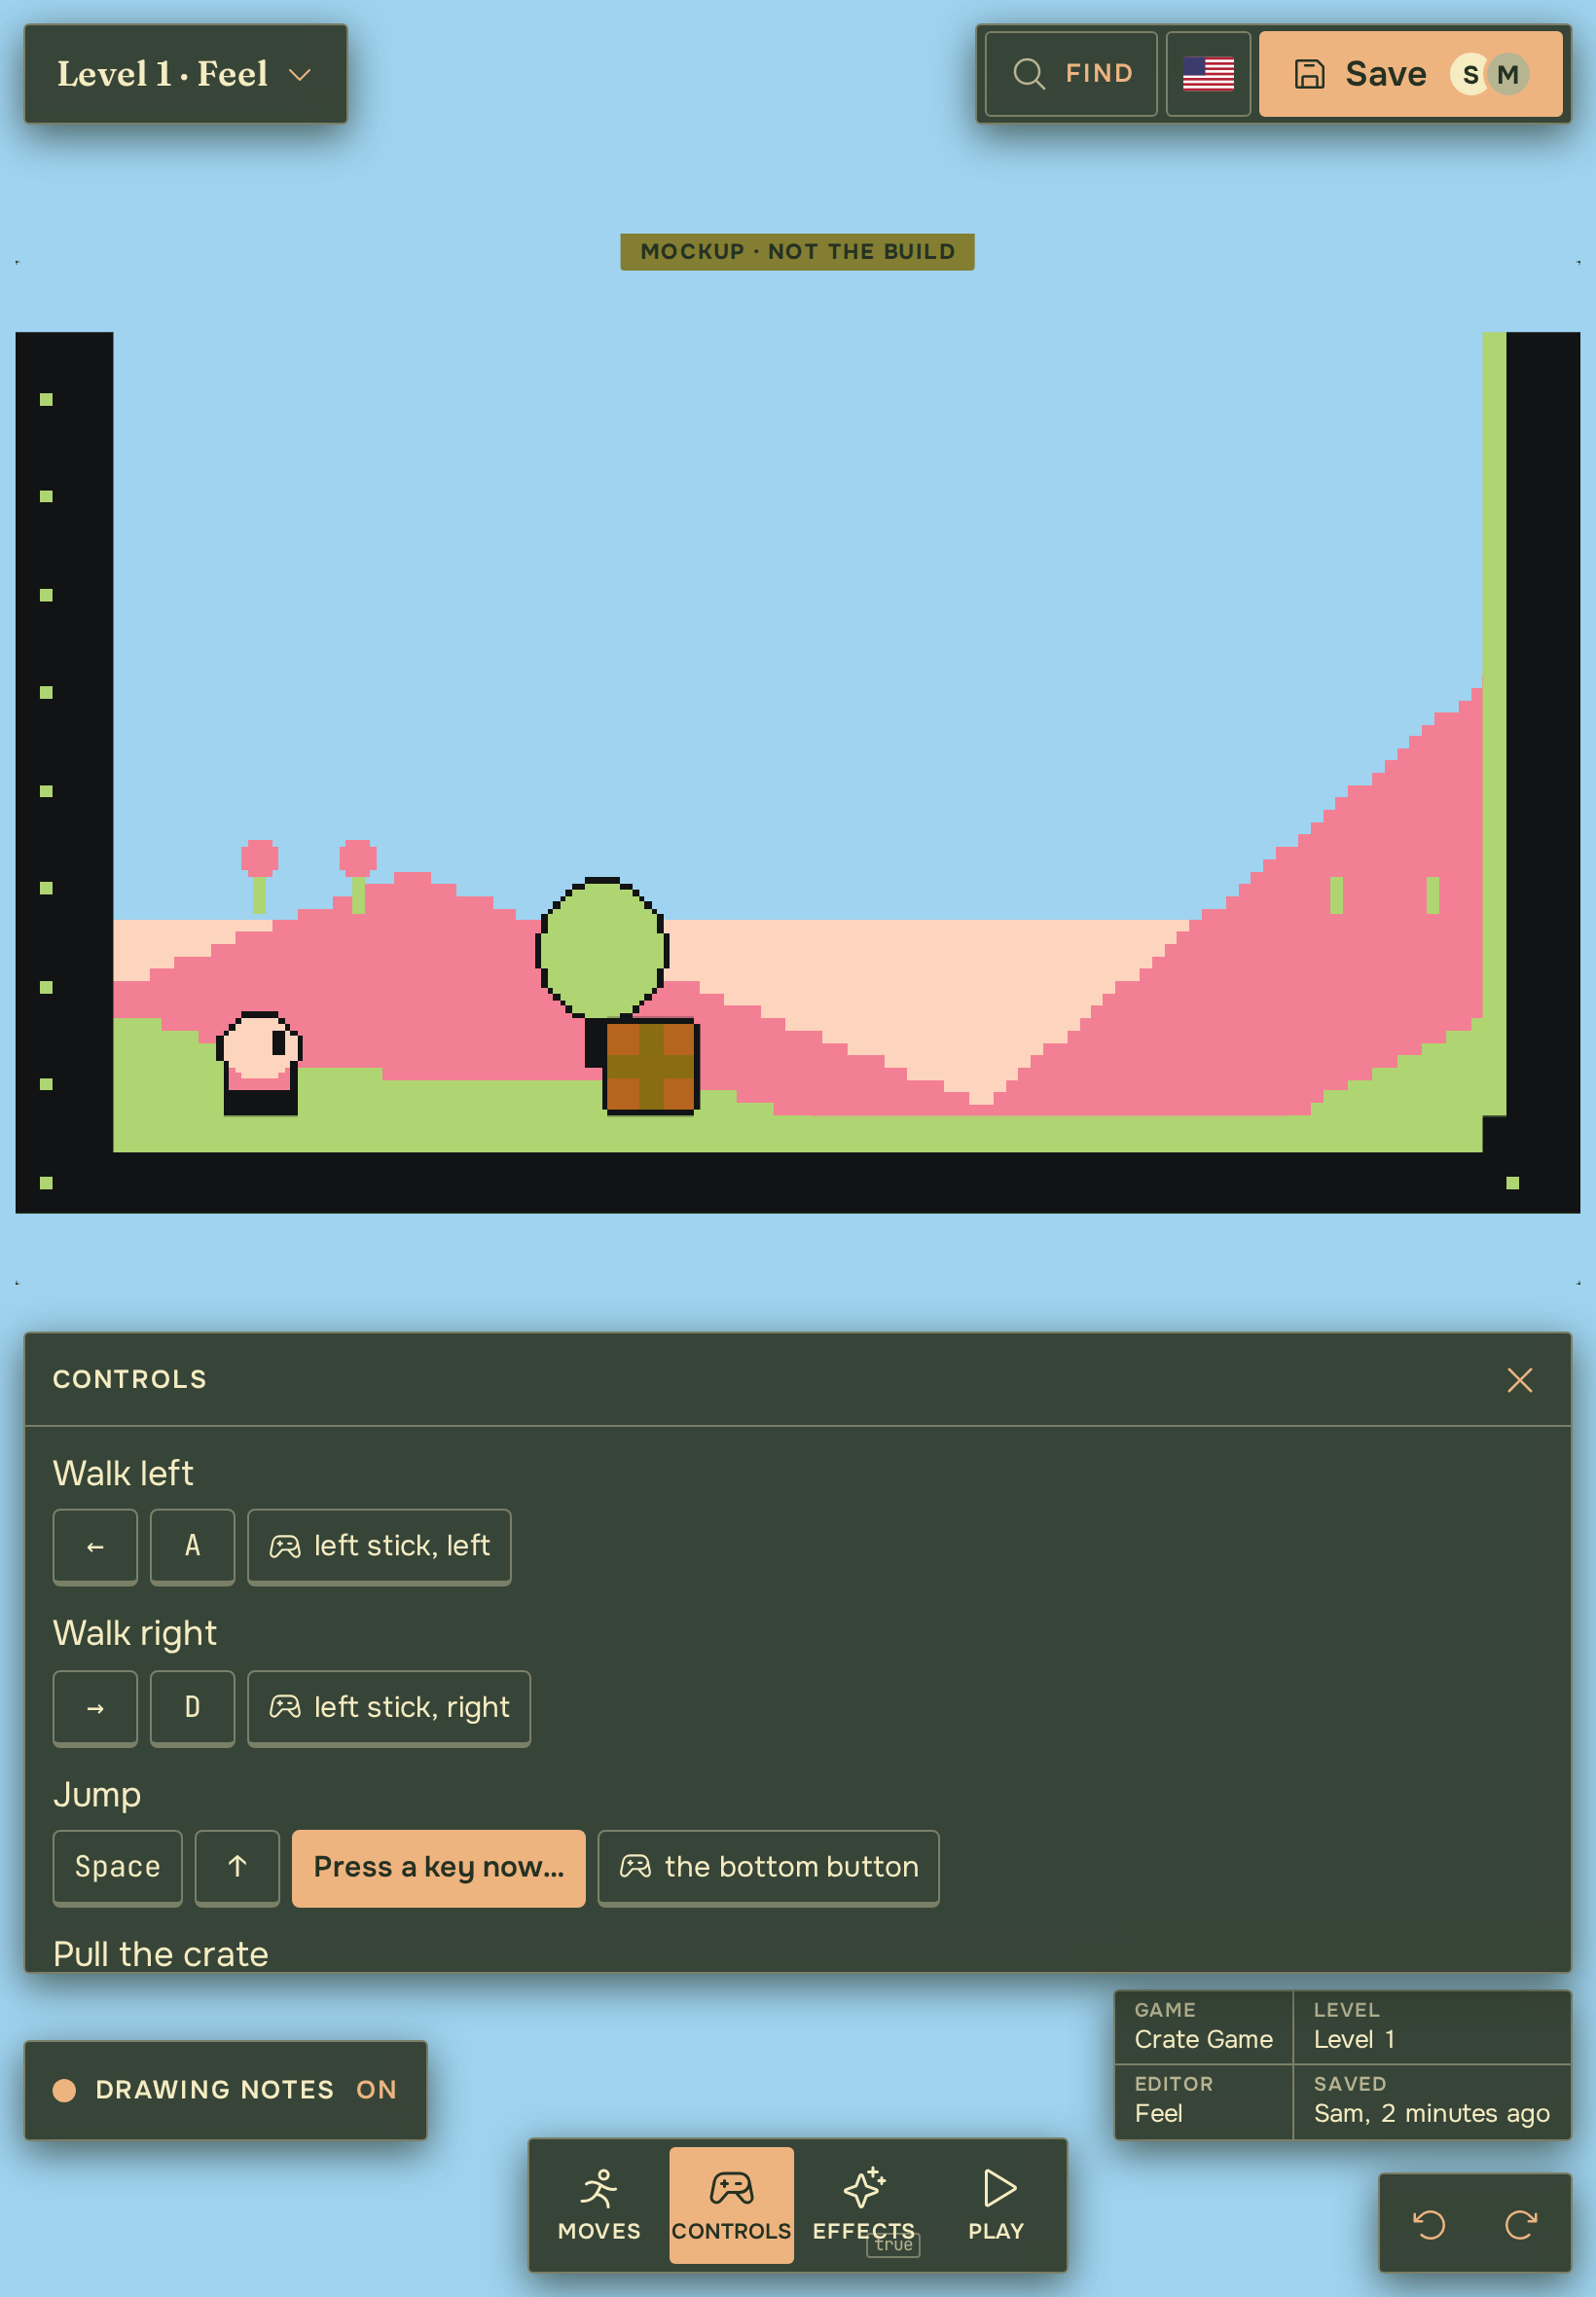 Level 1 · Feel
FIND
Save S M
MOCKUP · NOT THE BUILD
CONTROLS
Walk left
← A left stick, left
Walk right
→ D left stick, right
Jump
Space ↑ Press a key now... the bottom button
Pull the crate
GAME LEVEL
Crate Game Level 1
EDITOR SAVED
Feel Sam, 2 minutes ago
DRAWING NOTES ON
MOVES CONTROLS EFFECTS PLAY
true